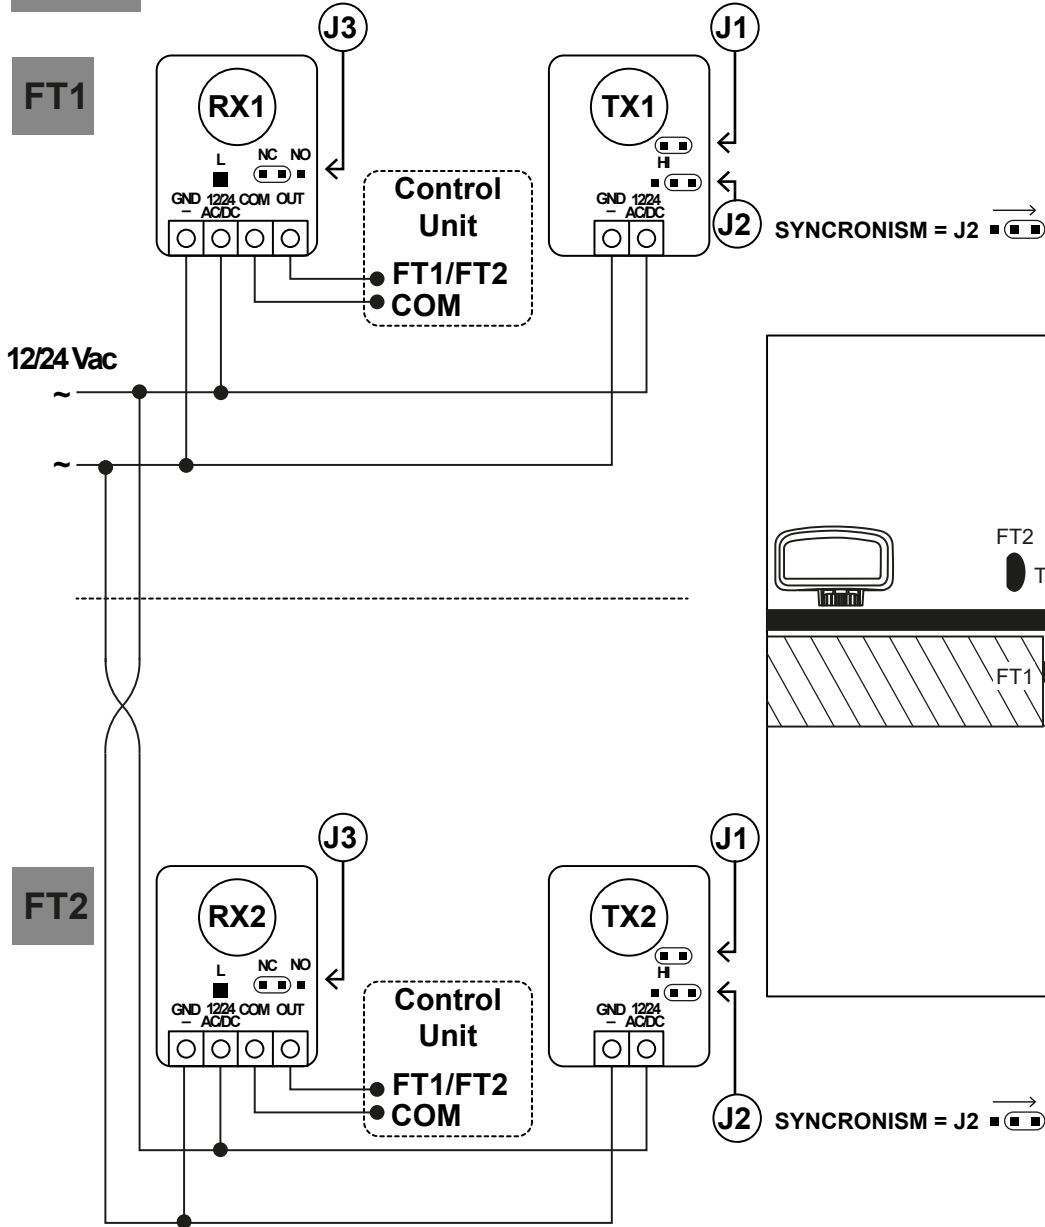 J3
J1
FT1
RX1
TX1
L NC NO
HI
GND 12/24 COM OUT
– AC/DC
Control
Unit
FT1/FT2
COM
GND 12/24
– AC/DC
J2
SYNCRONISM = J2
12/24 Vac
~
~
FT2
T
FT1
J3
J1
FT2
RX2
TX2
L NC NO
HI
GND 12/24 COM OUT
– AC/DC
Control
Unit
FT1/FT2
COM
GND 12/24
– AC/DC
J2
SYNCRONISM = J2